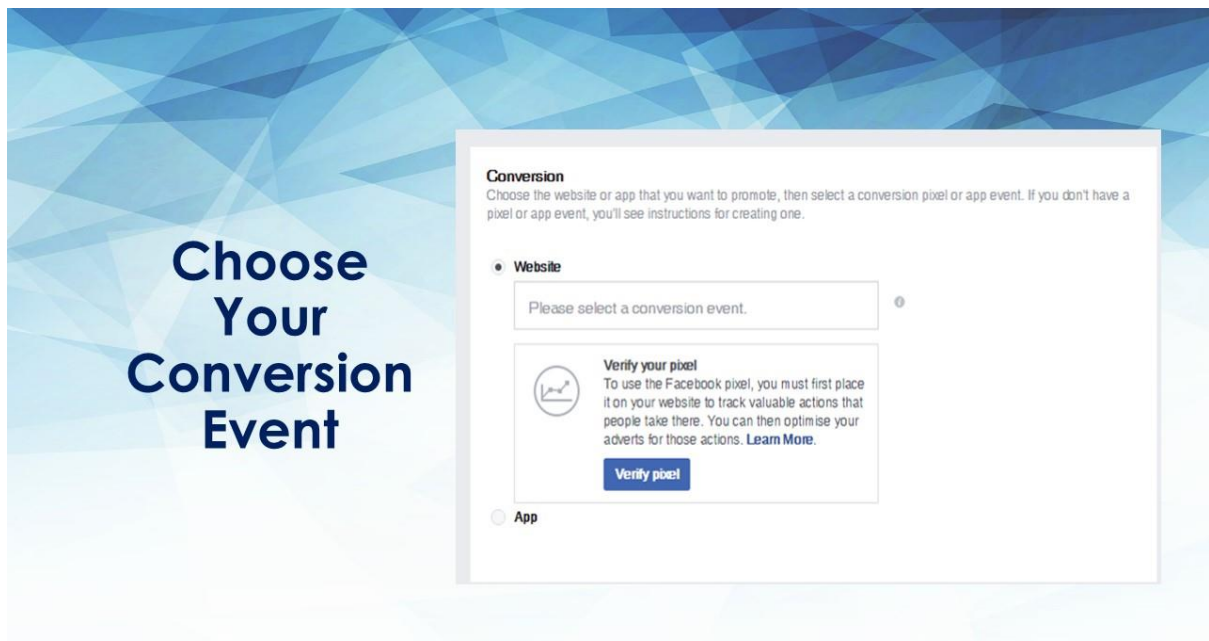 Choose
Your
Conversion
Event
Conversion
Choose the website or app that you want to promote, then select a conversion pixel or app event. If you don't have a
pixel or app event, you'll see instructions for creating one.
Website
Please select a conversion event.
Verify your pixel
To use the Facebook pixel, you must first place
it on your website to track valuable actions that
people take there. You can then optimise your
adverts for those actions. Learn More.
Verify pixel
App